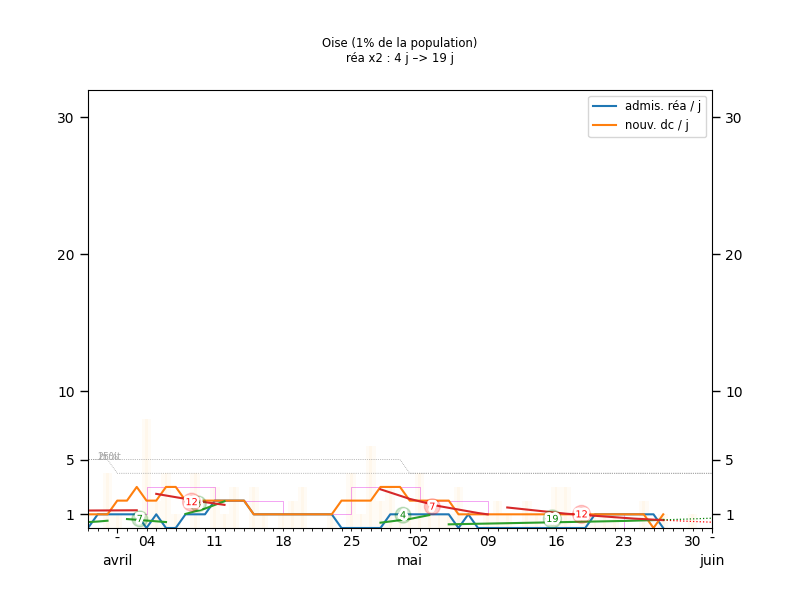 Oise (1% de la population)
réa x2 : 4 j –> 19 j
admis. réa / j
nouv. dc / j
30 30
20 20
10 10
5 5
1 1
7 12 4 7 19 12
04 11 18 25 02 09 16 23 30
avril mai juin